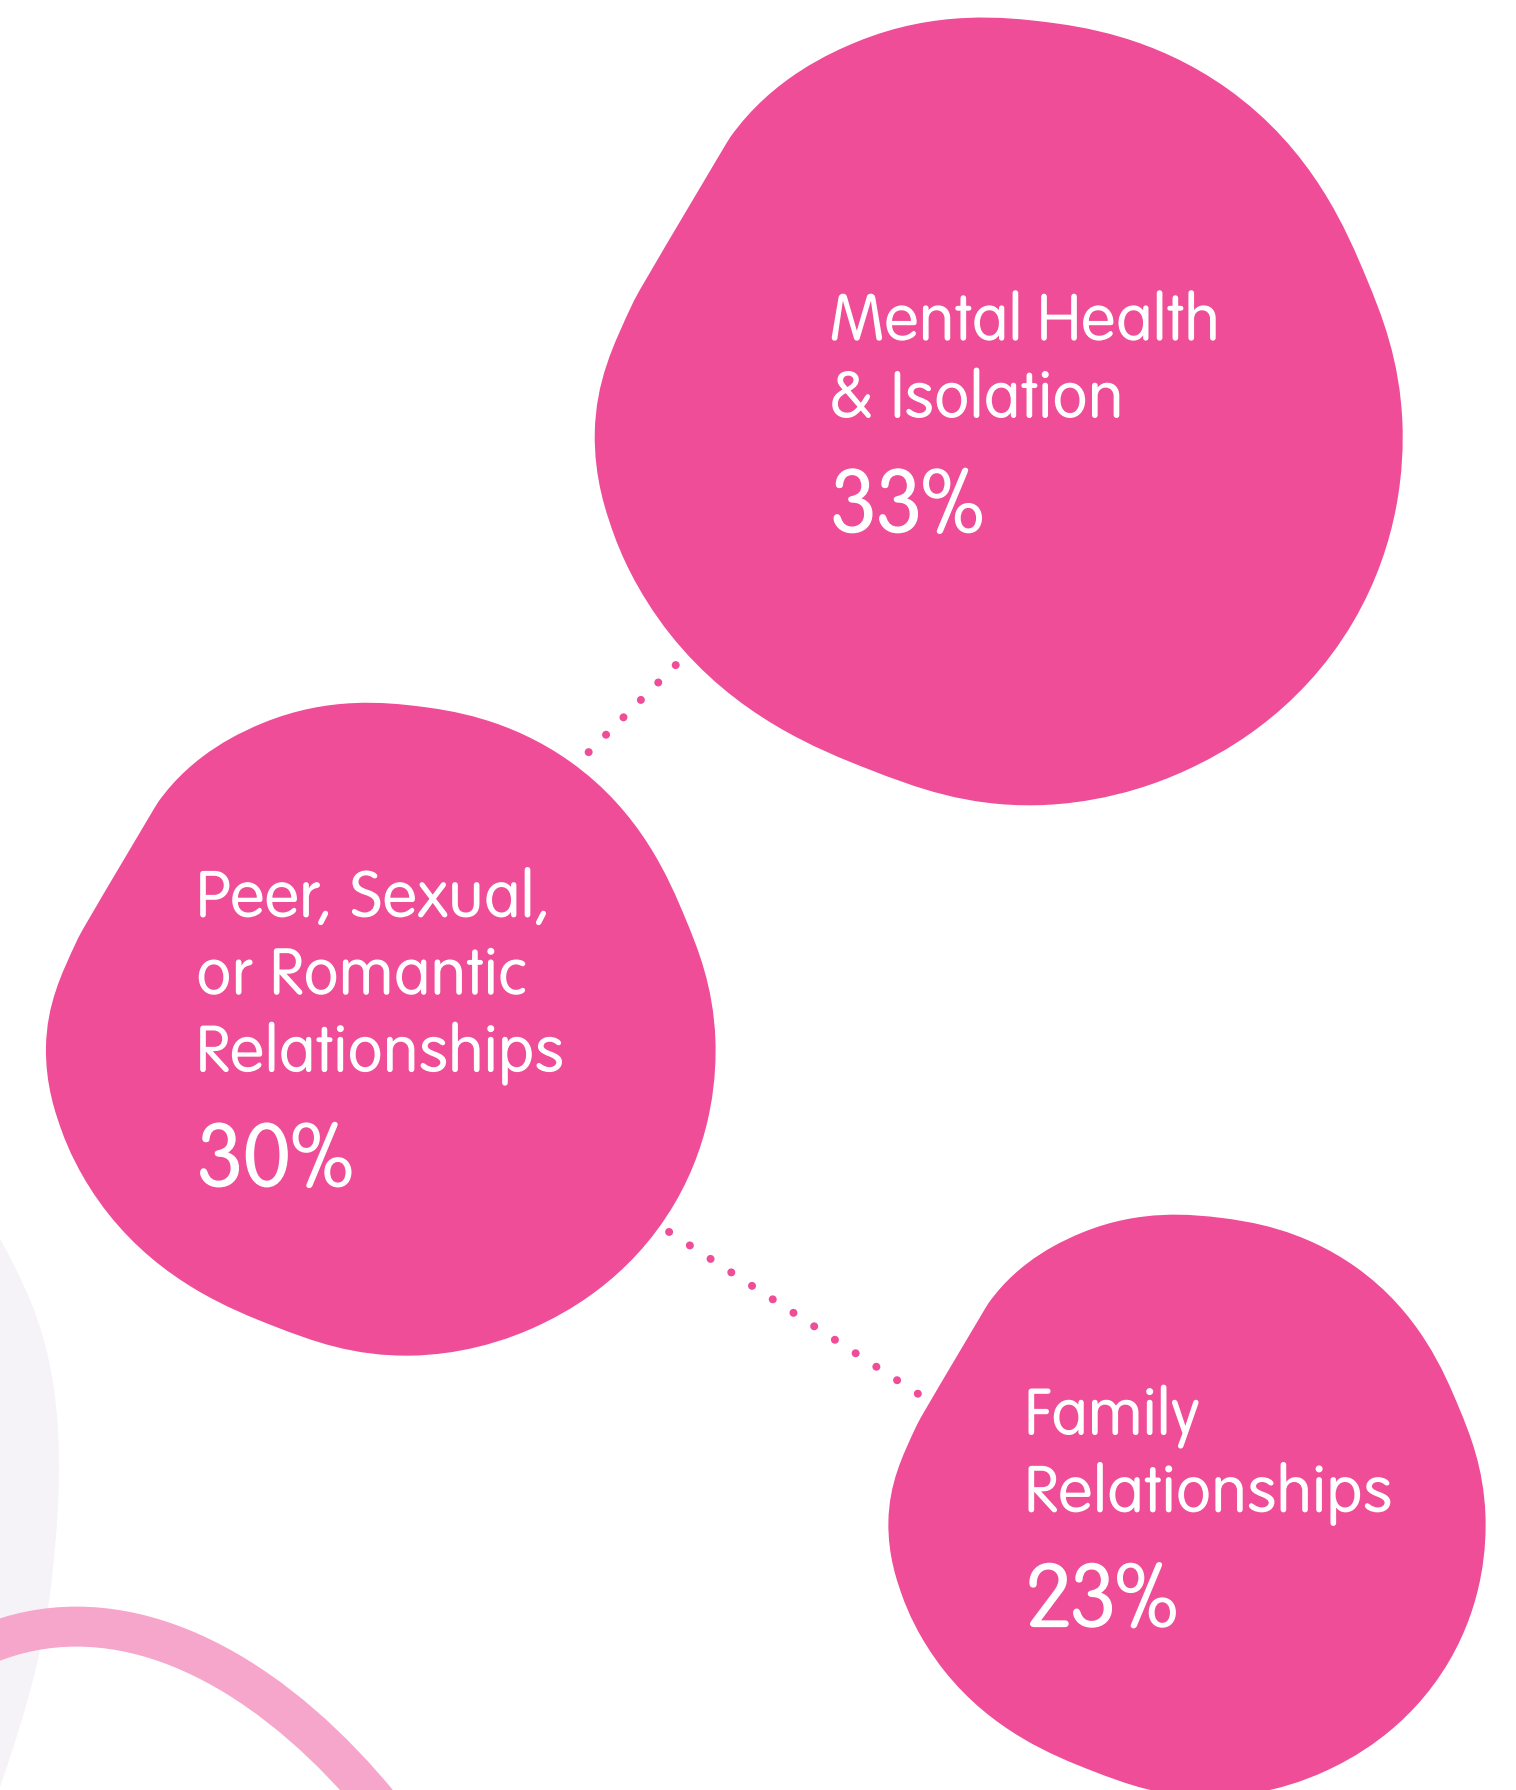 Mental Health
& Isolation
33%
Peer, Sexual,
or Romantic
Relationships
30%
Family
Relationships
23%